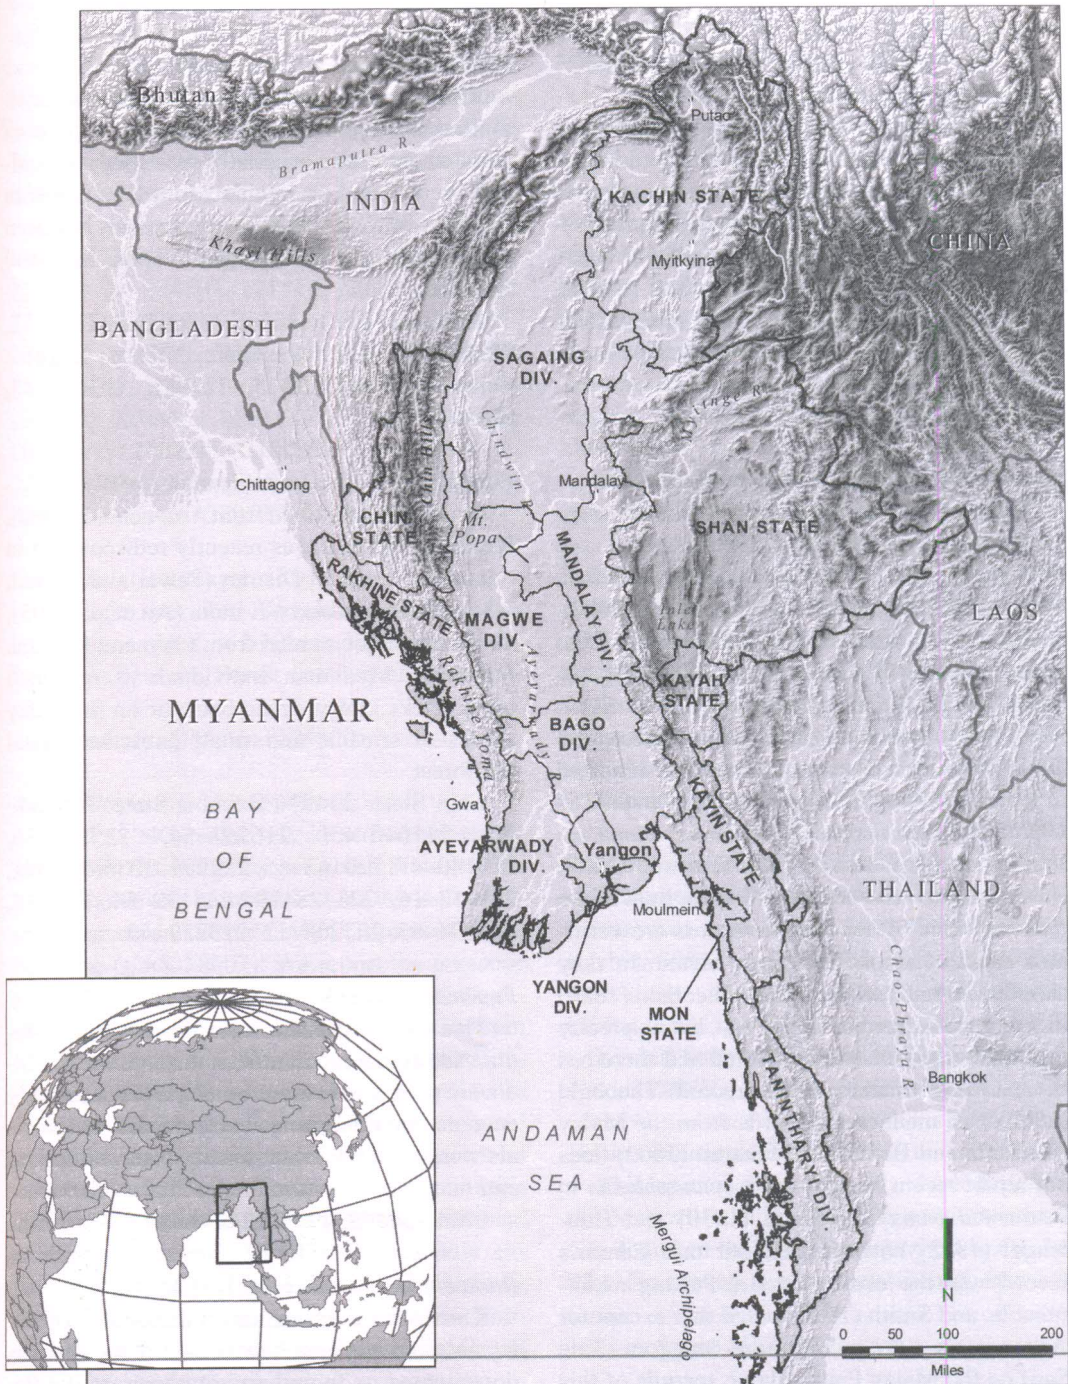 Bhutan
Putao
Bramaputra R.
INDIA
KACHIN STATE
CHINA
Khasi Hills
Myitkyina
BANGLADESH
SAGAING
DIV.
Chindwin R.
Chin Hills
Chittagong
Mandalay
CHIN
STATE
Mt.
Popa
SHAN STATE
MANDALAY DIV.
RAKHINE STATE
Inle
Lake
LAOS
MAGWE
DIV.
KAYAH
STATE
MYANMAR
Rakhine Yoma
Ayeyarwady R.
BAGO
DIV.
KAYIN STATE
BAY
OF
BENGAL
Gwa
AYEYARWADY
DIV.
Yangon
Moulmein
THAILAND
YANGON
DIV.
MON
STATE
Chao-Phraya R.
Bangkok
TANINTHARY DIV.
ANDAMAN
SEA
Mergui Archipelago
N
0 50 100 200
Miles